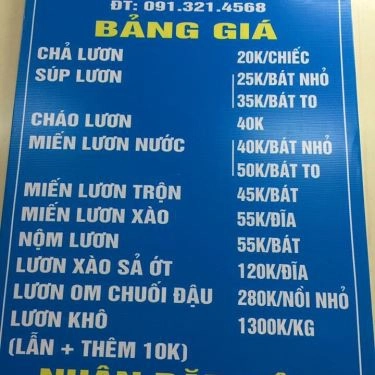 ĐT: 091.321.4568
BẢNG GIÁ
CHẢ LƯƠN 20K/CHIẾC
SÚP LƯƠN 25K/BÁT NHỎ
35K/BÁT TO
CHÁO LƯƠN 40K
MIẾN LƯƠN NƯỚC 40K/BÁT NHỎ
50K/BÁT TO
MIẾN LƯƠN TRỘN 45K/BÁT
MIẾN LƯƠN XÀO 55K/ĐĨA
NỘM LƯƠN 55K/BÁT
LƯƠN XÀO SẢ ỚT 120K/ĐĨA
LƯƠN OM CHUỐI ĐẬU 280K/NỒI NHỎ
LƯƠN KHÔ 1300K/KG
(LẪN + THÊM 10K)